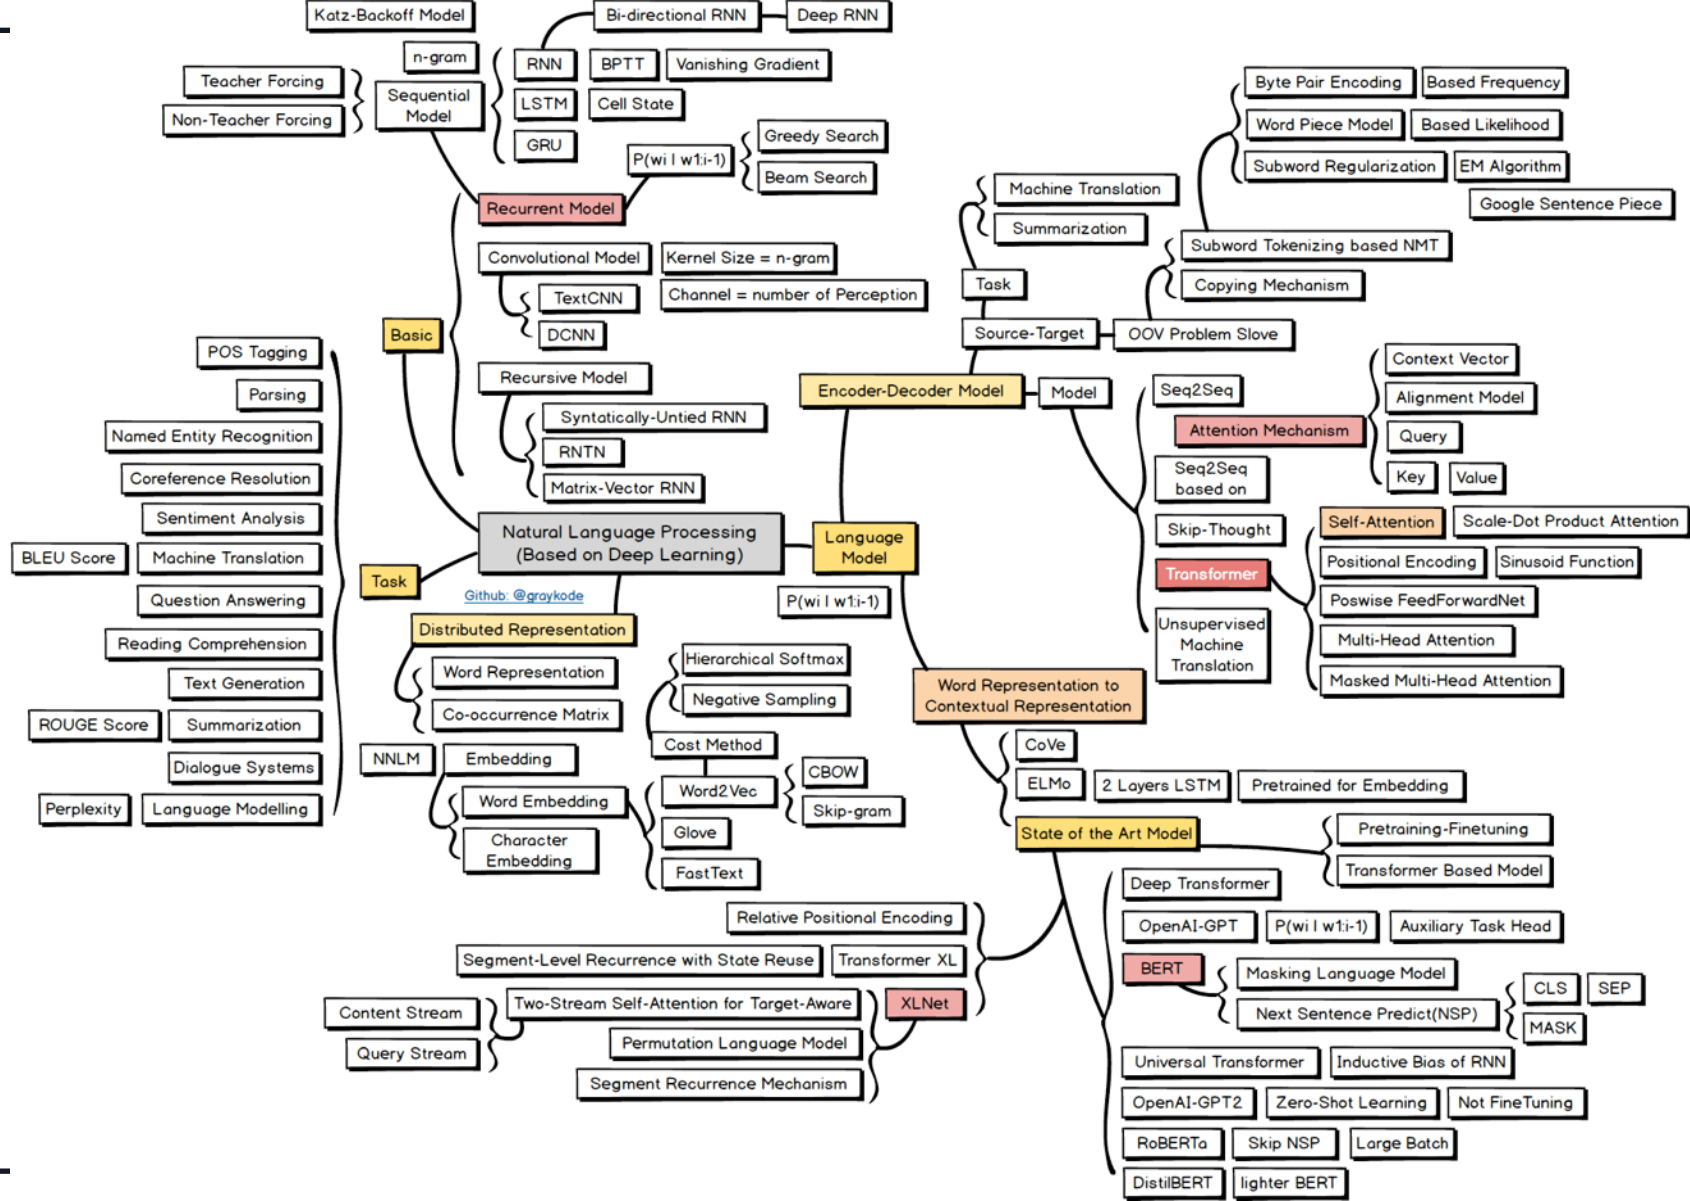 Katz-Backoff Model
Bi-directional RNN
Deep RNN
n-gram
RNN
BPTT
Vanishing Gradient
Teacher Forcing
Non-Teacher Forcing
Sequential
Model
LSTM
Cell State
GRU
P(wi | w1:i-1)
Greedy Search
Beam Search
Recurrent Model
Convolutional Model
Kernel Size = n-gram
Channel = number of Perception
TextCNN
DCNN
Basic
Recursive Model
Syntatically-Untied RNN
RNTN
Matrix-Vector RNN
POS Tagging
Parsing
Named Entity Recognition
Coreference Resolution
Sentiment Analysis
BLEU Score
Machine Translation
Question Answering
Reading Comprehension
Text Generation
ROUGE Score
Summarization
Dialogue Systems
Perplexity
Language Modelling
Task
Natural Language Processing
(Based on Deep Learning)
Github: @graykode
Distributed Representation
Word Representation
Co-occurrence Matrix
NNLM
Embedding
Word Embedding
Character
Embedding
Hierarchical Softmax
Negative Sampling
Cost Method
Word2Vec
CBOW
Skip-gram
Glove
FastText
Language
Model
P(wi | w1:i-1)
Encoder-Decoder Model
Source-Target
Task
Machine Translation
Summarization
OOV Problem Slove
Subword Tokenizing based NMT
Copying Mechanism
Byte Pair Encoding
Based Frequency
Word Piece Model
Based Likelihood
Subword Regularization
EM Algorithm
Google Sentence Piece
Model
Seq2Seq
Attention Mechanism
Context Vector
Alignment Model
Query
Key
Value
Seq2Seq
based on
Skip-Thought
Transformer
Self-Attention
Scale-Dot Product Attention
Positional Encoding
Sinusoid Function
Poswise FeedForwardNet
Multi-Head Attention
Masked Multi-Head Attention
Unsupervised
Machine
Translation
Word Representation to
Contextual Representation
CoVe
ELMo
2 Layers LSTM
Pretrained for Embedding
State of the Art Model
Pretraining-Finetuning
Transformer Based Model
Relative Positional Encoding
Segment-Level Recurrence with State Reuse
Transformer XL
Two-Stream Self-Attention for Target-Aware
XLNet
Content Stream
Query Stream
Permutation Language Model
Segment Recurrence Mechanism
Deep Transformer
OpenAI-GPT
P(wi | w1:i-1)
Auxiliary Task Head
BERT
Masking Language Model
Next Sentence Predict(NSP)
CLS
SEP
MASK
Universal Transformer
Inductive Bias of RNN
OpenAI-GPT2
Zero-Shot Learning
Not FineTuning
RoBERTa
Skip NSP
Large Batch
DistilBERT
lighter BERT